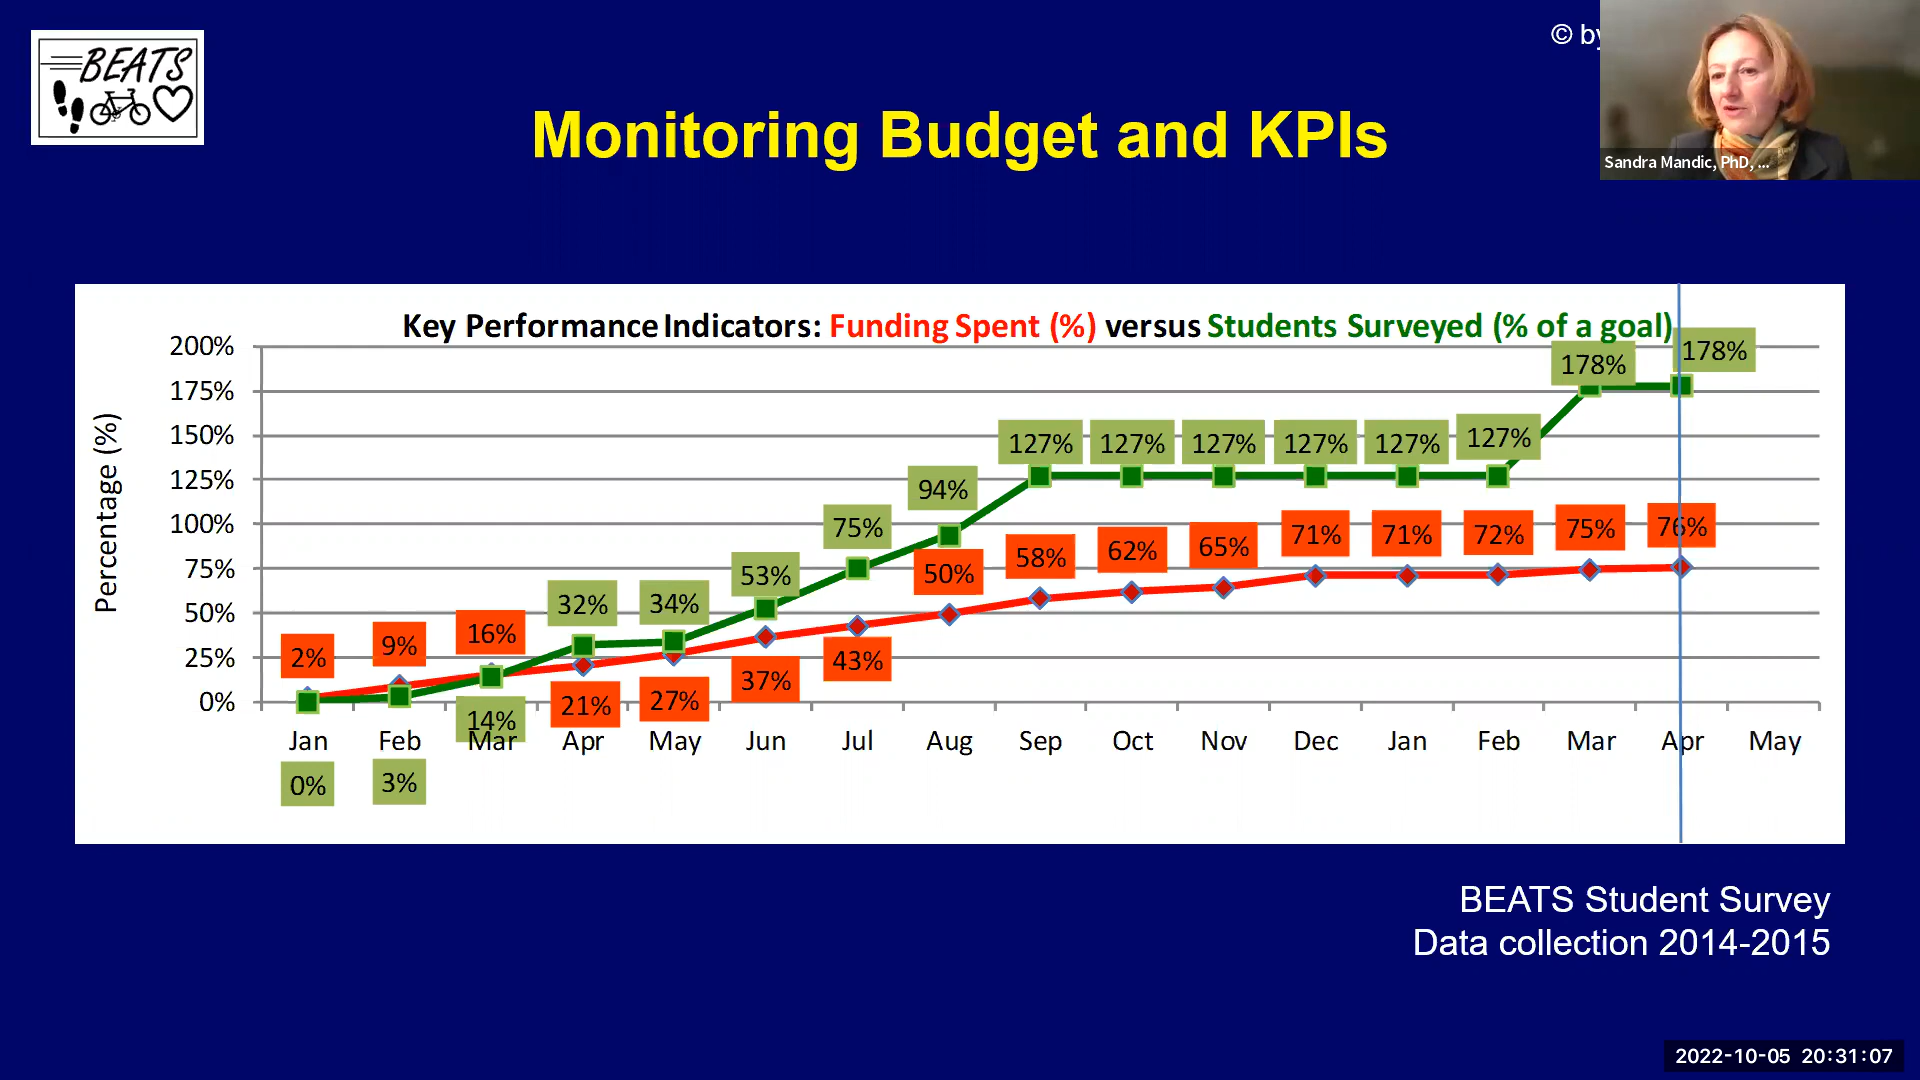 BEATS
© by
Sandra Mandic, PhD, ...
Monitoring Budget and KPIs
Key Performance Indicators: Funding Spent (%) versus Students Surveyed (% of a goal)
Percentage (%)
200%
175%
150%
125%
100%
75%
50%
25%
0%
178% 178%
127% 127% 127% 127% 127% 127%
94%
75%
53%
32% 34%
14%
0% 3%
2% 9% 16%
21% 27% 37% 43%
50% 58% 62% 65% 71% 71% 72% 75% 76%
Jan Feb Mar Apr May Jun Jul Aug Sep Oct Nov Dec Jan Feb Mar Apr May
BEATS Student Survey
Data collection 2014-2015
2022-10-05 20:31:07